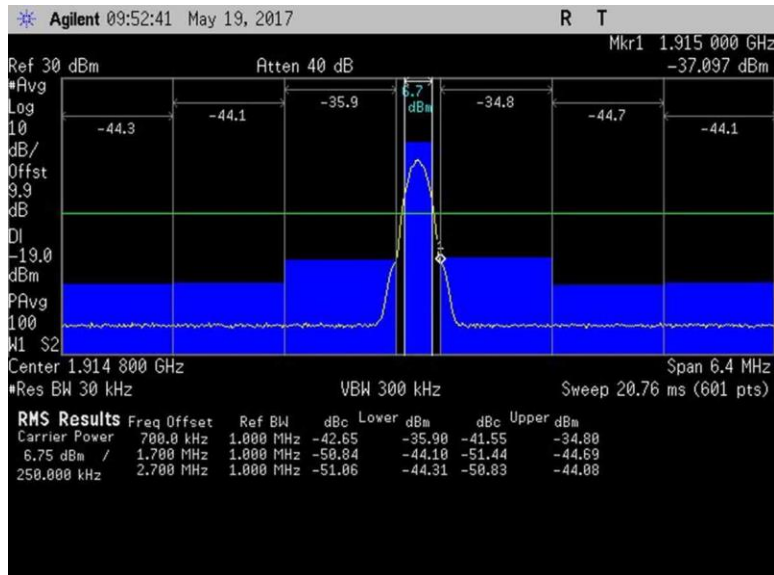 Agilent 09:52:41 May 19, 2017 R T
Mkr1 1.915 000 GHz
Ref 30 dBm Atten 40 dB -37.097 dBm
#Avg
Log
10
dB/
Offst
9.9
dB
DI
-19.0
dBm
PAvg
100
W1 S2
-44.3 -44.1 -35.9 6.7 dBm -34.8 -44.7 -44.1
1
Center 1.914 800 GHz Span 6.4 MHz
#Res BW 30 kHz VBW 300 kHz Sweep 20.76 ms (601 pts)
RMS Results Freq Offset Ref BW dBc Lower dBm dBc Upper dBm
Carrier Power 700.0 kHz 1.000 MHz -42.65 -35.90 -41.55 -34.80
6.75 dBm / 1.700 MHz 1.000 MHz -50.84 -44.10 -51.44 -44.69
250.000 kHz 2.700 MHz 1.000 MHz -51.06 -44.31 -50.83 -44.08